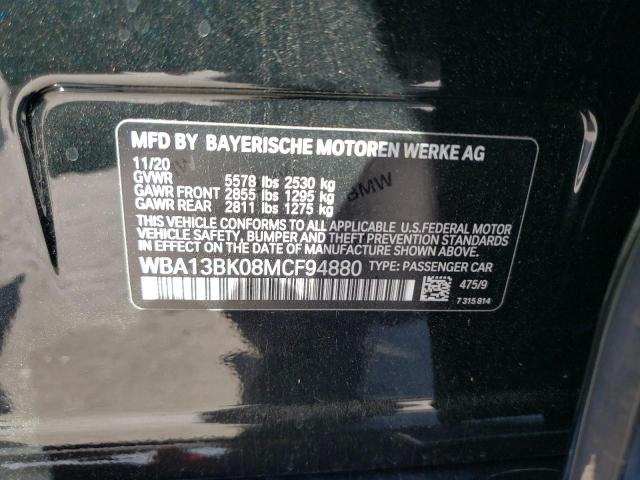 MFD BY BAYERISCHE MOTOREN WERKE AG
11/20
GVWR 5578 lbs 2530 kg
GAWR FRONT 2855 lbs 1295 kg
GAWR REAR 2811 lbs 1275 kg
BMW
THIS VEHICLE CONFORMS TO ALL APPLICABLE U.S.FEDERAL MOTOR
VEHICLE SAFETY, BUMPER AND THEFT PREVENTION STANDARDS
IN EFFECT ON THE DATE OF MANUFACTURE SHOWN ABOVE.
WBA13BK08MCF94880 TYPE: PASSENGER CAR
475/9
7315814